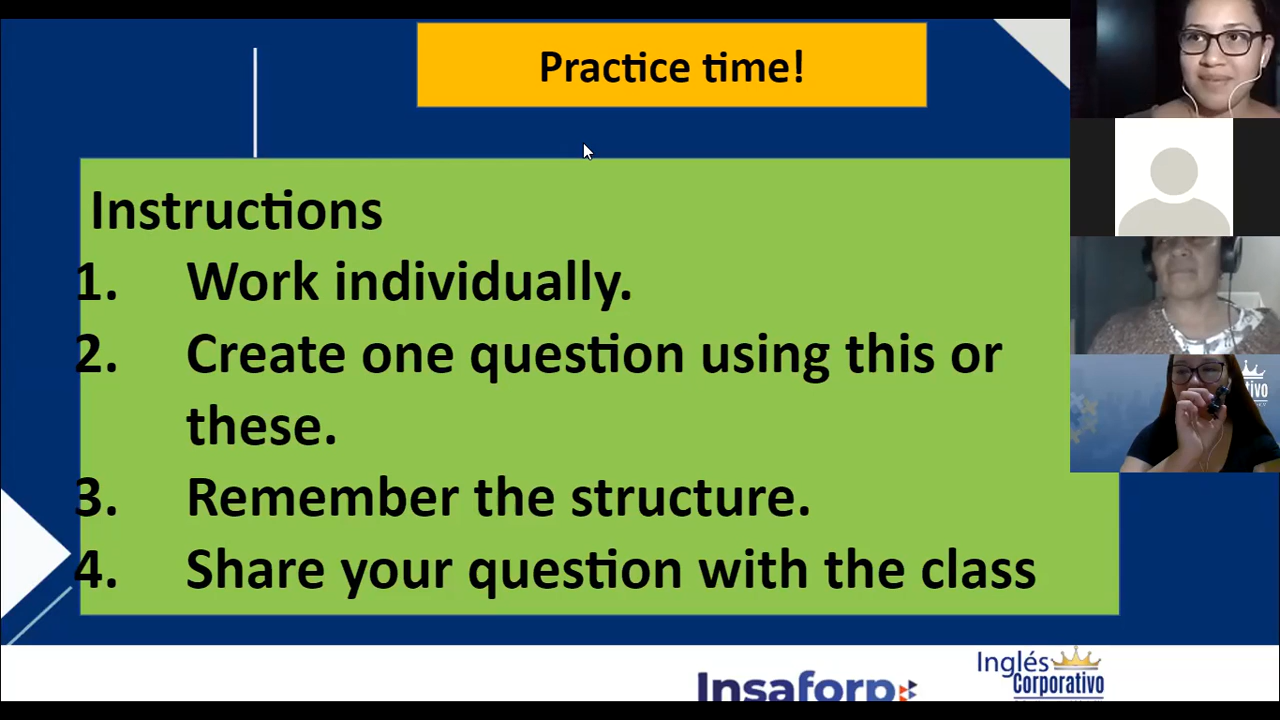 Practice time!
Instructions
1. Work individually.
2. Create one question using this or
these.
3. Remember the structure.
4. Share your question with the class
Insaforp
Inglés
Corporativo